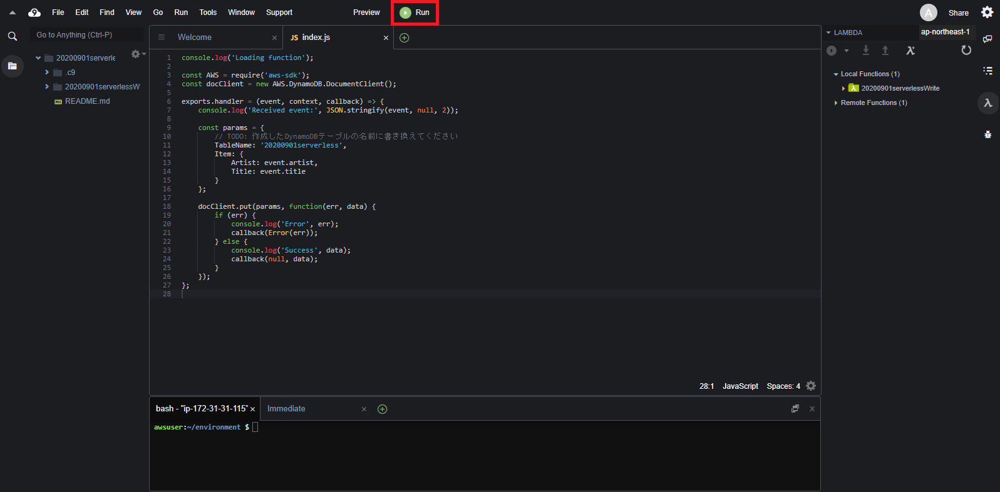 File Edit Find View Go Run Tools Window Support Preview Run A Share
Go to Anything (Ctrl-P)
20200901serverle
.c9
20200901serverlessW
README.md
Welcome
JS index.js
1 console.log('Loading function');
2
3 const AWS = require('aws-sdk');
4 const docClient = new AWS.DynamoDB.DocumentClient();
5
6 exports.handler = (event, context, callback) => {
7 console.log('Received event:', JSON.stringify(event, null, 2));
8
9 const params = {
10 // TODO: 作成したDynamoDBテーブルの名前に書き換えてください
11 TableName: '20200901serverless',
12 Item: {
13 Artist: event.artist,
14 Title: event.title
15 }
16 };
17
18 docClient.put(params, function(err, data) {
19 if (err) {
20 console.log('Error', err);
21 callback(Error(err));
22 } else {
23 console.log('Success', data);
24 callback(null, data);
25 }
26 });
27 };
28
28:1 JavaScript Spaces: 4
bash - "ip-172-31-31-115"
Immediate
awsuser:~/environment $
LAMBDA ap-northeast-1
Local Functions (1)
20200901serverlessWrite
Remote Functions (1)